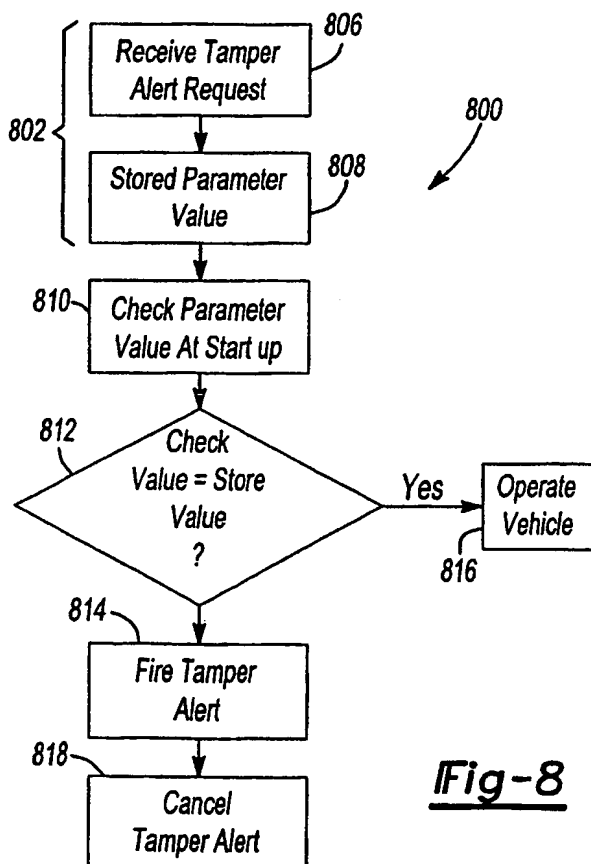 806
Receive Tamper
Alert Request
800
802
Stored Parameter
Value
808
810
Check Parameter
Value At Start up
812
Check
Value = Store
Value
?
Yes
Operate
Vehicle
816
814
Fire Tamper
Alert
818
Cancel
Tamper Alert
Fig-8